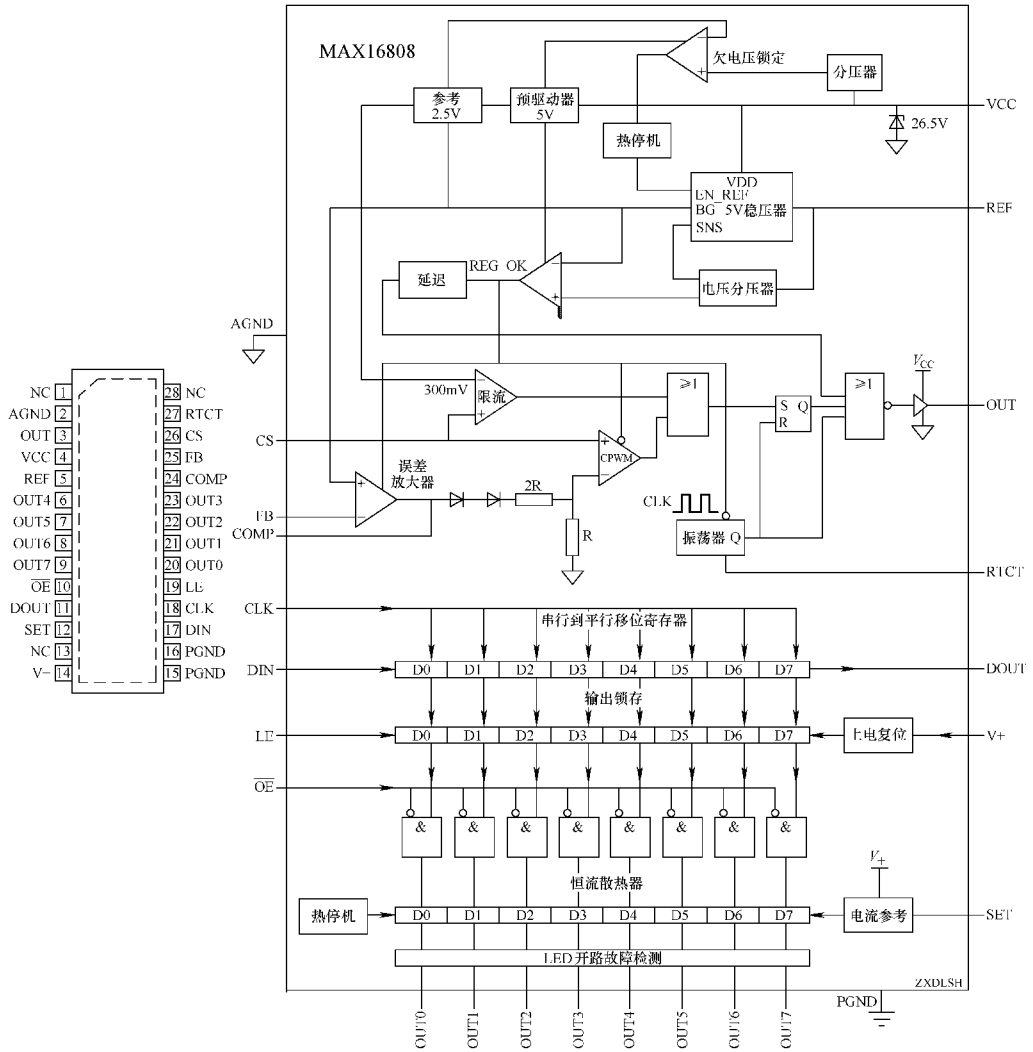 MAX16808
欠电压锁定
分压器
参考
2.5V
预驱动器
5V
VCC
26.5V
热停机
VDD
EN_REF
BG 5V稳压器
SNS
REF
REG OK
延迟
电压分压器
AGND
300mV
限流
≥1
≥1
VCC
S Q
R
OUT
CS
CPWM
误差
放大器
2R
R
FB
COMP
CLK
振荡器 Q
RTCT
NC 1
AGND 2
OUT 3
VCC 4
REF 5
OUT4 6
OUT5 7
OUT6 8
OUT7 9
OE 10
DOUT 11
SET 12
NC 13
V− 14
28 NC
27 RTCT
26 CS
25 FB
24 COMP
23 OUT3
22 OUT2
21 OUT1
20 OUT0
19 LE
18 CLK
17 DIN
16 PGND
15 PGND
CLK
串行到平行移位寄存器
DIN
D0 D1 D2 D3 D4 D5 D6 D7
DOUT
输出锁存
LE
D0 D1 D2 D3 D4 D5 D6 D7
上电复位
V+
OE
& & & & & & & &
恒流散热器
V+
热停机
D0 D1 D2 D3 D4 D5 D6 D7
电流参考
SET
LED开路故障检测
ZXDLSH
PGND
OUT0
OUT1
OUT2
OUT3
OUT4
OUT5
OUT6
OUT7